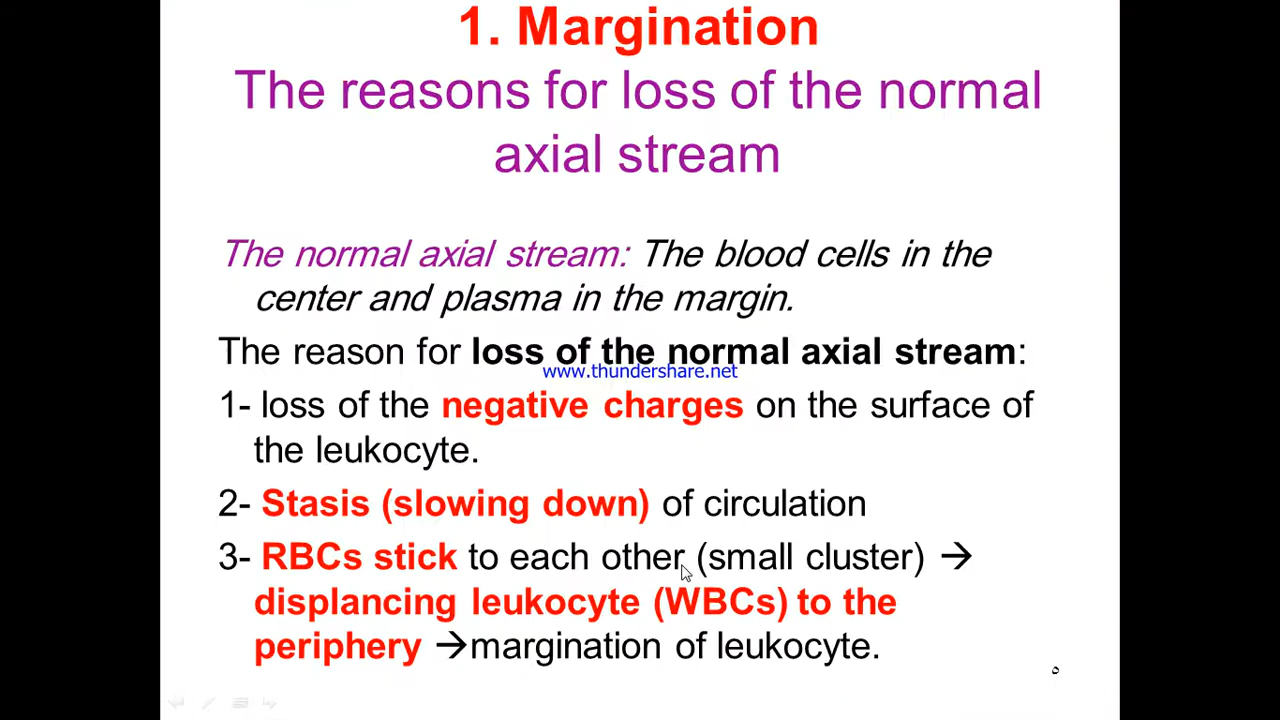 1. Margination
The reasons for loss of the normal
axial stream
The normal axial stream: The blood cells in the
center and plasma in the margin.
The reason for loss of the normal axial stream:
www.thundershare.net
1- loss of the negative charges on the surface of
the leukocyte.
2- Stasis (slowing down) of circulation
3- RBCs stick to each other (small cluster) →
displancing leukocyte (WBCs) to the
periphery →margination of leukocyte.
٥